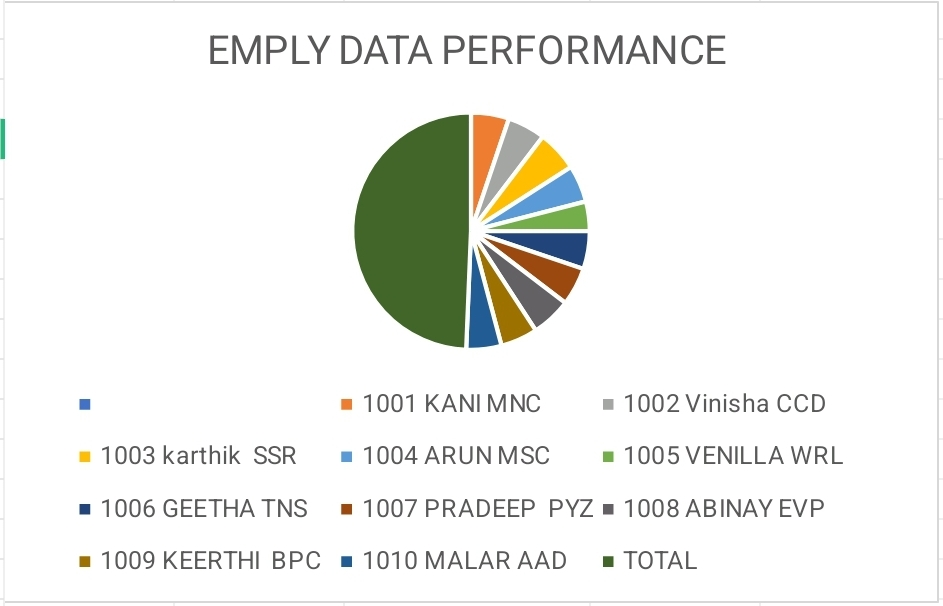 EMPLY DATA PERFORMANCE
1001 KANI MNC
1002 Vinisha CCD
1003 karthik  SSR
1004 ARUN MSC
1005 VENILLA WRL
1006 GEETHA TNS
1007 PRADEEP  PYZ
1008 ABINAY EVP
1009 KEERTHI  BPC
1010 MALAR AAD
TOTAL